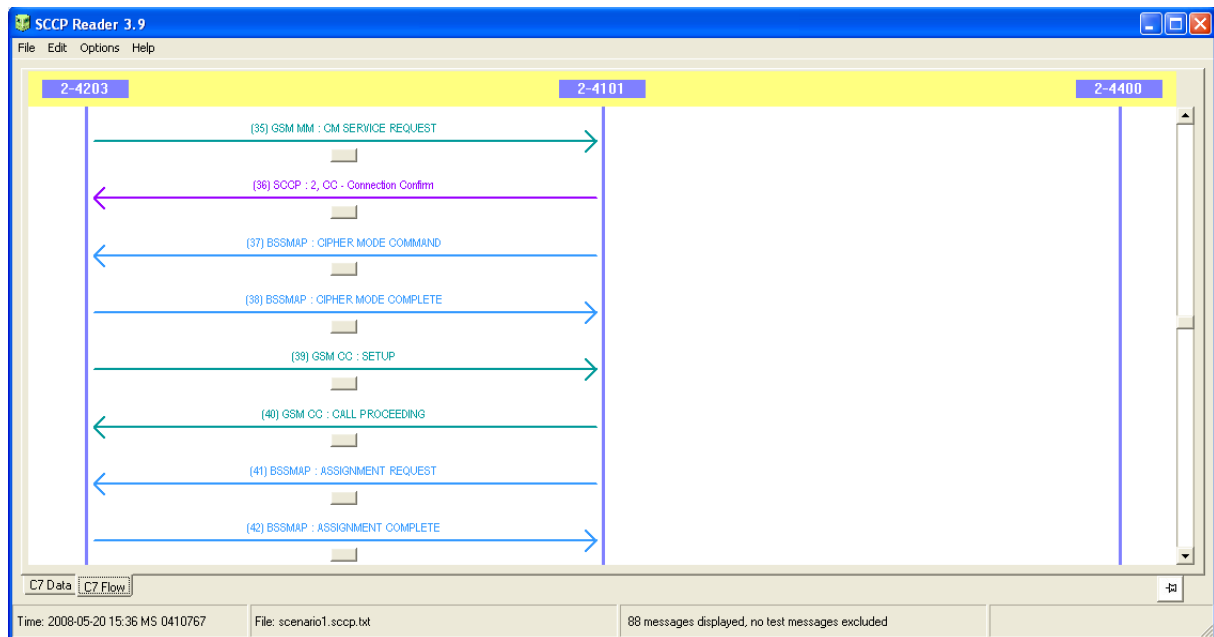 SCCP Reader 3.9
File Edit Options Help
2-4203 2-4101 2-4400
(35) GSM MM : CM SERVICE REQUEST
(36) SCCP : 2, CC - Connection Confirm
(37) BSSMAP : CIPHER MODE COMMAND
(38) BSSMAP : CIPHER MODE COMPLETE
(39) GSM CC : SETUP
(40) GSM CC : CALL PROCEEDING
(41) BSSMAP : ASSIGNMENT REQUEST
(42) BSSMAP : ASSIGNMENT COMPLETE
C7 Data C7 Flow
Time: 2008-05-20 15:36 MS 0410767 File: scenario1.sccp.txt 88 messages displayed, no test messages excluded